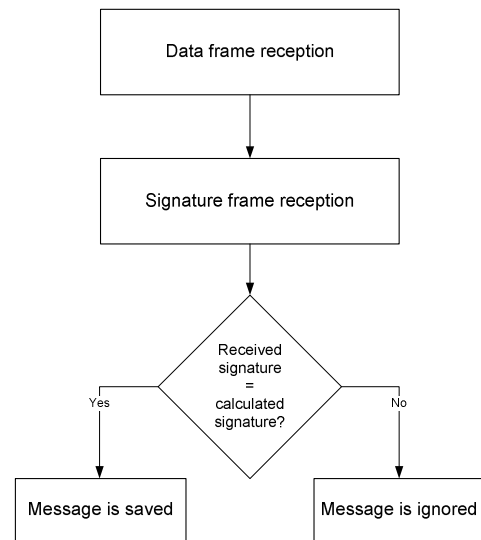 Data frame reception
Signature frame reception
Received
signature
=
calculated
signature?
Yes
No
Message is saved
Message is ignored